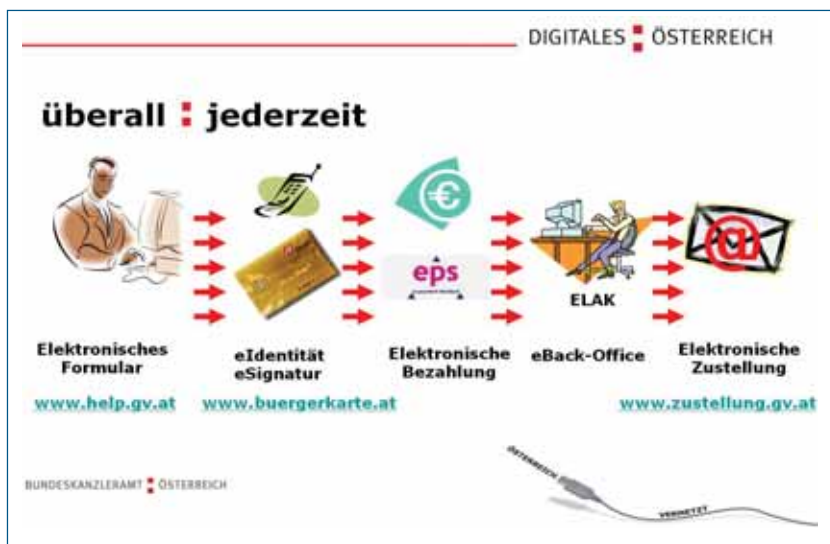 DIGITALES ÖSTERREICH
überall : jederzeit
eps
ELAK
Elektronisches
Formular
eIdentität
eSignatur
Elektronische
Bezahlung
eBack-Office
Elektronische
Zustellung
www.help.gv.at
www.buergerkarte.at
www.zustellung.gv.at
BUNDESKANZLERAMT ÖSTERREICH
ÖSTERREICH
VERNETZT